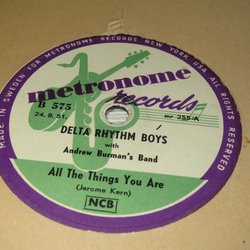 MADE IN SWEDEN FOR METRONOME RECORDS NEW YORK USA ALL RIGHTS
metronome
records
B 575
24.8.51.
mr 255-A
DELTA RHYTHM BOYS
with
Andrew Burman's Band
All The Things You Are
(Jerome Kern)
NCB